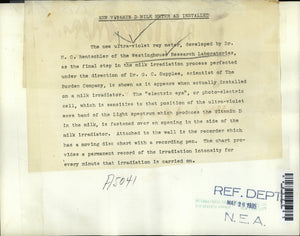 NEW VITAMIN D MILK METER AS INSTALLED
The new ultra-violet ray meter, developed by Dr.
H. C. Rentschler of the Westinghouse Research Laboratories,
as the final step in the milk irradiation process perfected
under the direction of Dr. G. C. Supplee, scientist of The
Borden Company, is shown as it appears when actually installed
on a milk irradiator. The "electric eye", or photo-electric
cell, which is sensitive to that position of the ultra-violet
wave band of the light spectrum which produces the Vitamin D
in the milk, is fastened over an opening in the side of the
irradiator. Attached to the wall is the recorder which
has a moving disc chart with a recording pen. The chart pro-
vides a permanent record of the irradiation intensity for
every minute that irradiation is carried on.
A5041
REF. DEPT
MAY
N.E.A.